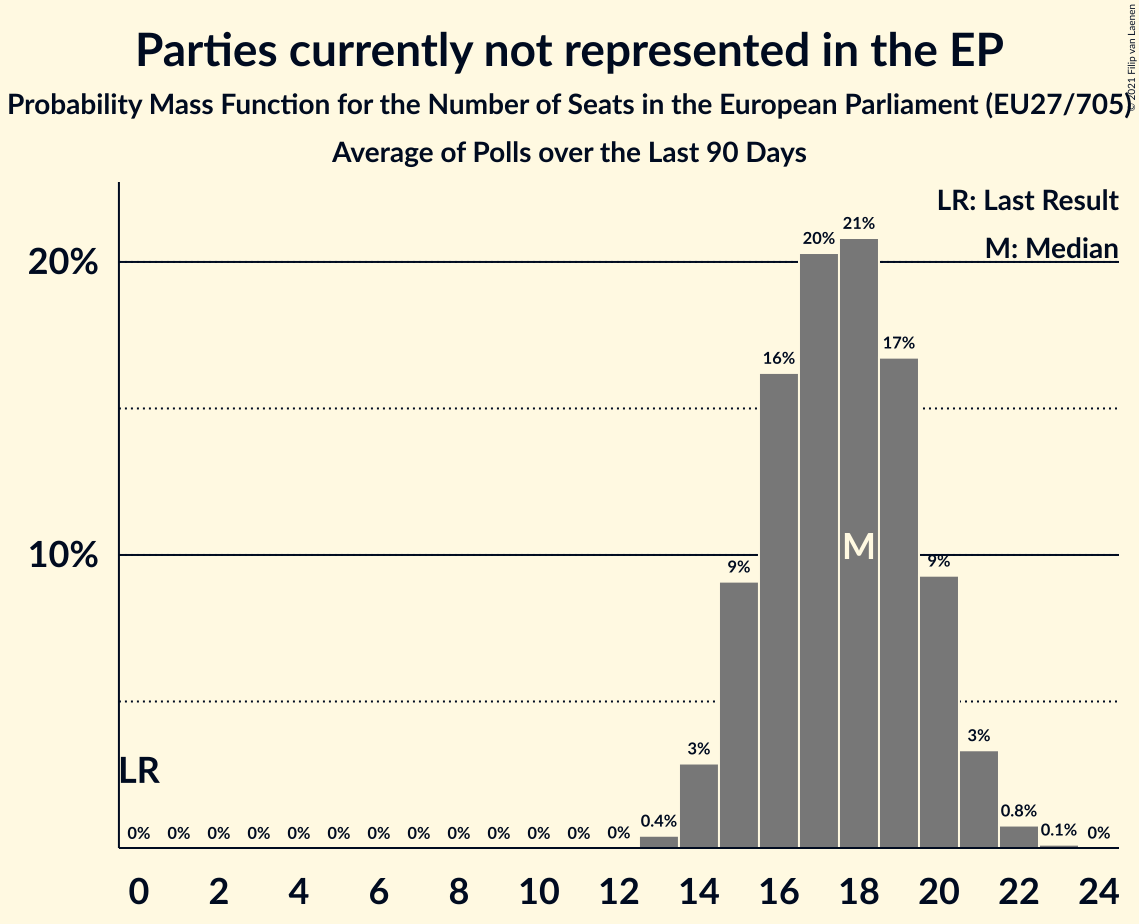 Parties currently not represented in the EP
Probability Mass Function for the Number of Seats in the European Parliament (EU27/705)
Average of Polls over the Last 90 Days
© 2021 Filip van Laenen
LR: Last Result
M: Median
20%
10%
LR
M
0% 0% 0% 0% 0% 0% 0% 0% 0% 0% 0% 0% 0% 0.4% 3% 9% 16% 20% 21% 17% 9% 3% 0.8% 0.1% 0%
0 2 4 6 8 10 12 14 16 18 20 22 24